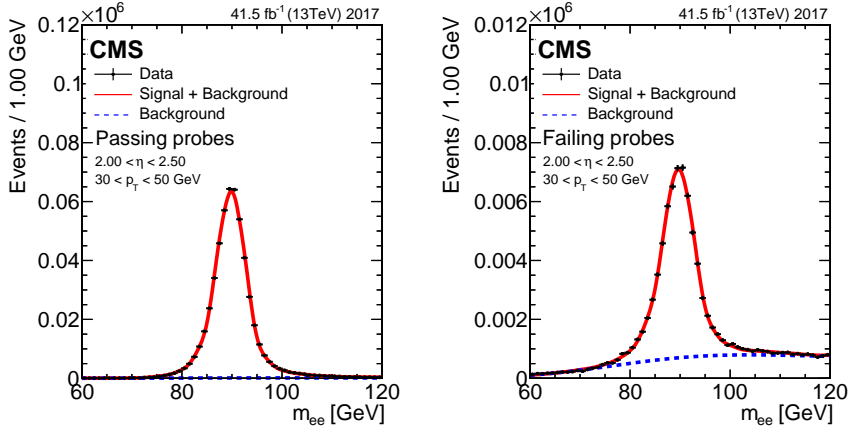 ×10⁶
41.5 fb⁻¹ (13TeV) 2017
CMS
Data
Signal + Background
Background
Passing probes
2.00 < η < 2.50
30 < p_T < 50 GeV
Events / 1.00 GeV
0.12
0.1
0.08
0.06
0.04
0.02
0
60 80 100 120
m_ee [GeV]
×10⁶
41.5 fb⁻¹ (13TeV) 2017
CMS
Data
Signal + Background
Background
Failing probes
2.00 < η < 2.50
30 < p_T < 50 GeV
Events / 1.00 GeV
0.012
0.01
0.008
0.006
0.004
0.002
0
60 80 100 120
m_ee [GeV]